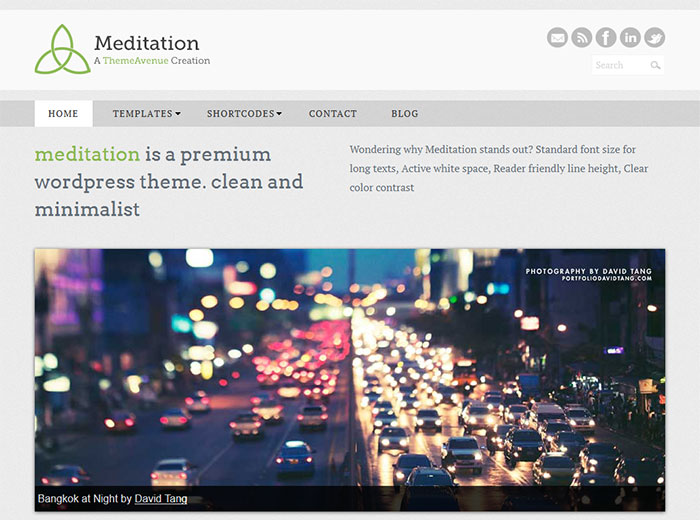 Meditation
A ThemeAvenue Creation
Search
HOME
TEMPLATES
SHORTCODES
CONTACT
BLOG
meditation is a premium
wordpress theme. clean and
minimalist
Wondering why Meditation stands out? Standard font size for
long texts, Active white space, Reader friendly line height, Clear
color contrast
PHOTOGRAPHY BY DAVID TANG
PORTFOLIODAVIDTANG.COM
Bangkok at Night by David Tang